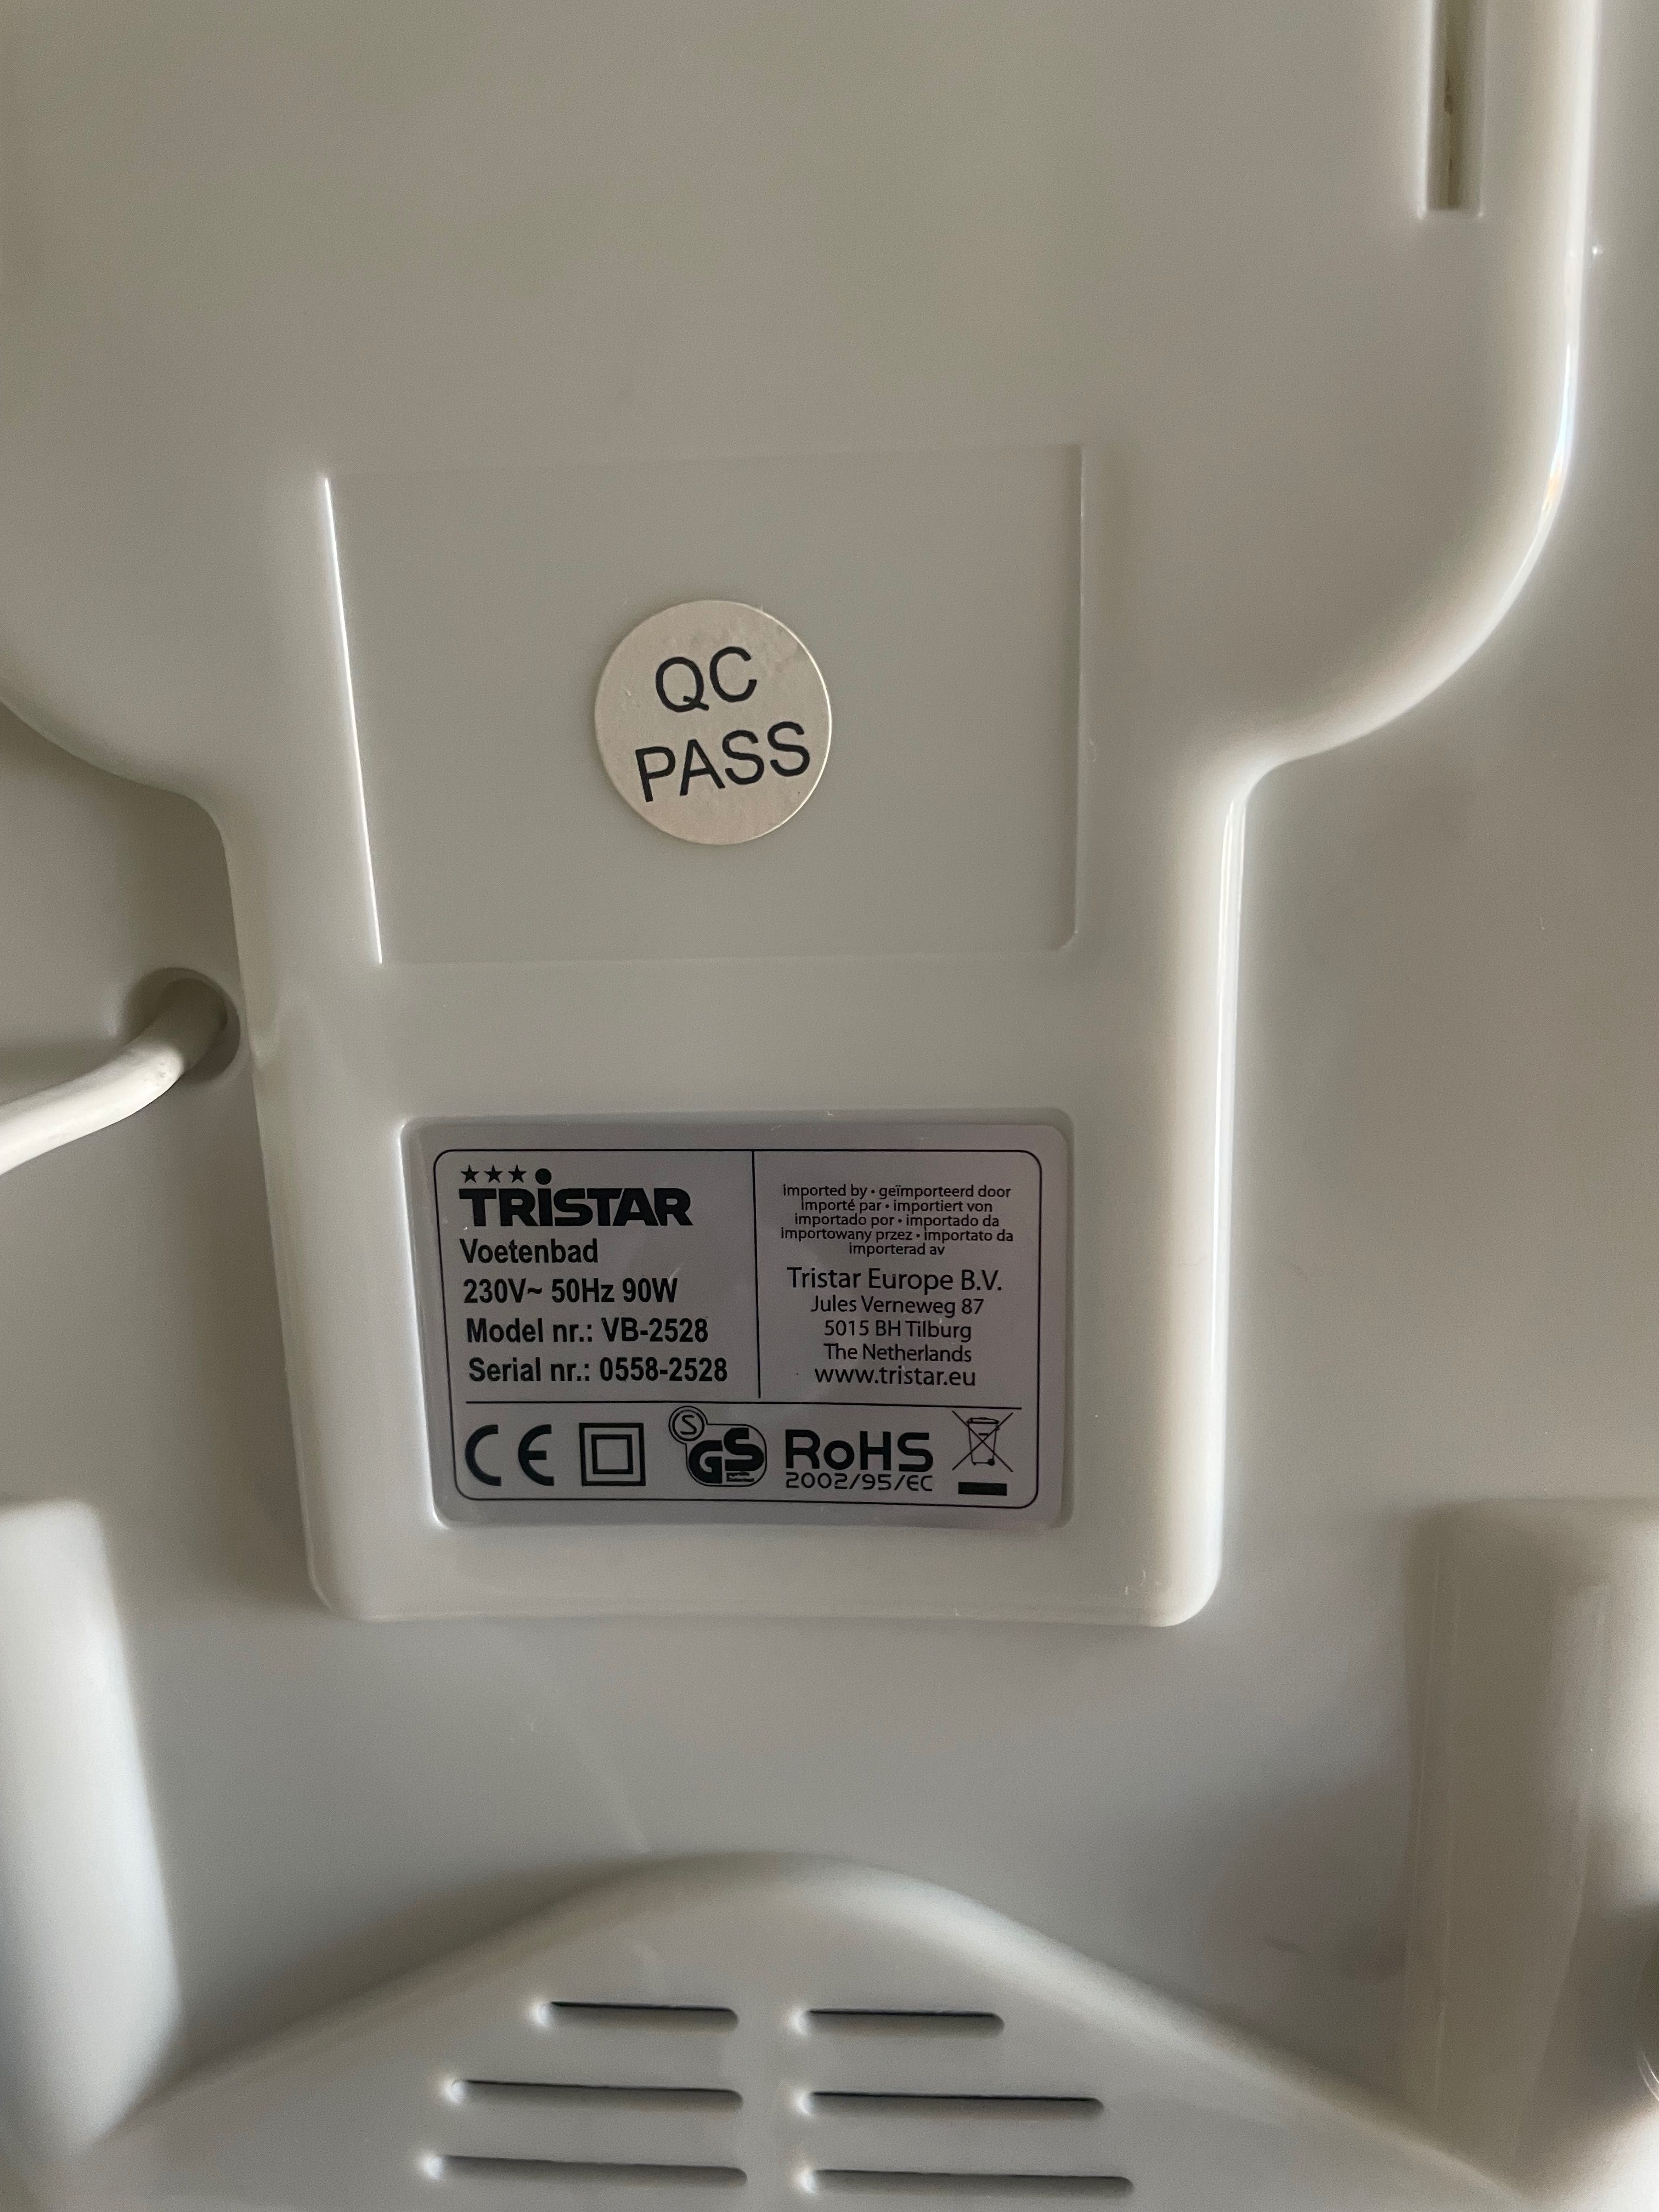 QC
PASS
TRiSTAR
Voetenbad
230V~ 50Hz 90W
Model nr.: VB-2528
Serial nr.: 0558-2528
imported by • geïmporteerd door
importé par • importiert von
importado por • importado da
importowany przez • importato da
importerad av
Tristar Europe B.V.
Jules Verneweg 87
5015 BH Tilburg
The Netherlands
www.tristar.eu
CE
S
GS
RoHS
2002/95/EC